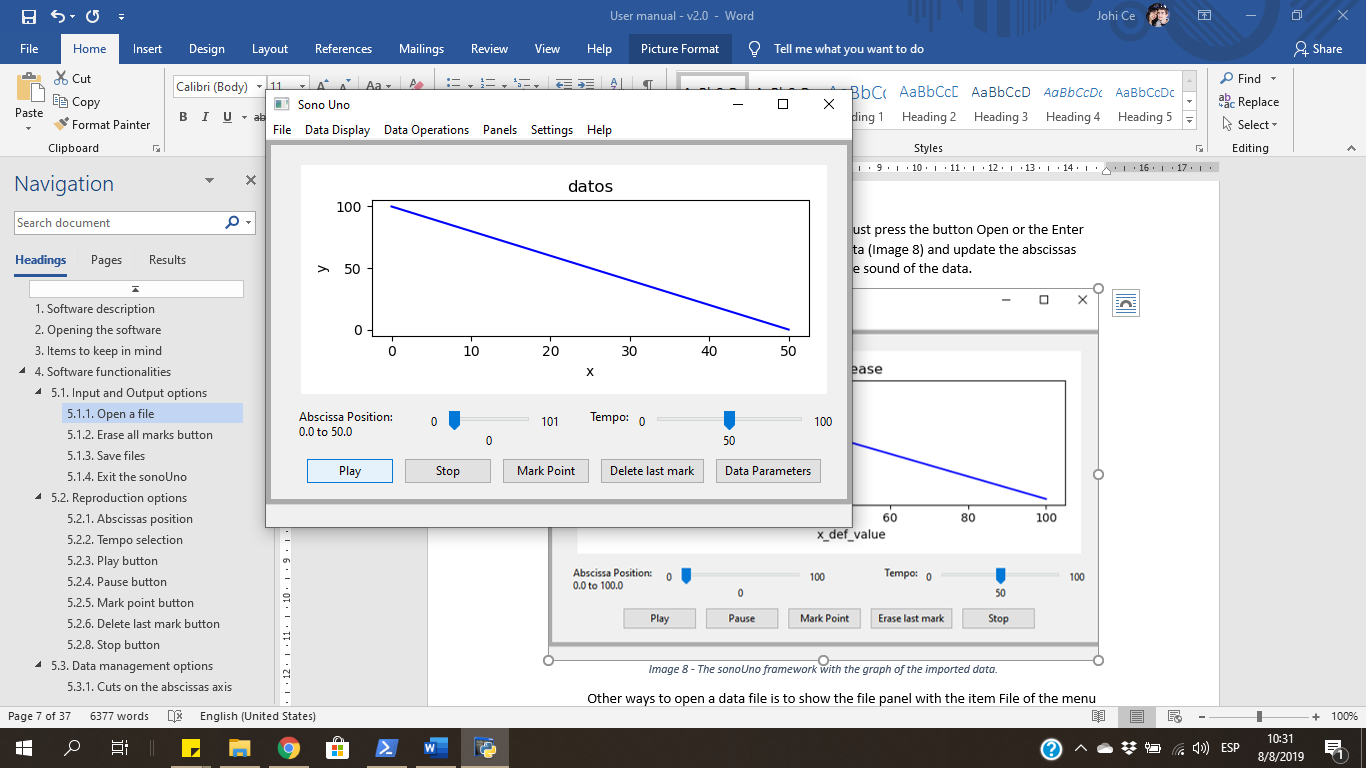 User manual - v2.0 - Word
Johi Ce
File Home Insert Design Layout References Mailings Review View Help Picture Format Tell me what you want to do Share
Paste
Cut
Copy
Format Painter
Clipboard
Calibri (Body) 11
B I U
AaBbCcD AaBbCcDc AaBbCcDc AaBbCcDc
Heading 2 Heading 3 Heading 4 Heading 5
Styles
Find
Replace
Select
Editing
Navigation
Search document
Headings Pages Results
1. Software description
2. Opening the software
3. Items to keep in mind
4. Software functionalities
5.1. Input and Output options
5.1.1. Open a file
5.1.2. Erase all marks button
5.1.3. Save files
5.1.4. Exit the sonoUno
5.2. Reproduction options
5.2.1. Abscissas position
5.2.2. Tempo selection
5.2.3. Play button
5.2.4. Pause button
5.2.5. Mark point button
5.2.6. Delete last mark button
5.2.8. Stop button
5.3. Data management options
5.3.1. Cuts on the abscissas axis
Sono Uno
File Data Display Data Operations Panels Settings Help
datos
100
50
0
y
0 10 20 30 40 50
x
Abscissa Position: 0 101 Tempo: 0 100
0.0 to 50.0
0 50
Play Stop Mark Point Delete last mark Data Parameters
9 10 11 12 13 14 15 16 17
ust press the button Open or the Enter
ta (Image 8) and update the abscissas
e sound of the data.
ease
60 80 100
x_def_value
Abscissa Position: 0 100 Tempo: 0 100
0.0 to 100.0
0 50
Play Pause Mark Point Erase last mark Stop
Image 8 - The sonoUno framework with the graph of the imported data.
Other ways to open a data file is to show the file panel with the item File of the menu
9
10
11
12
Page 7 of 37 6377 words English (United States) 100%
ESP
10:31
8/8/2019
1